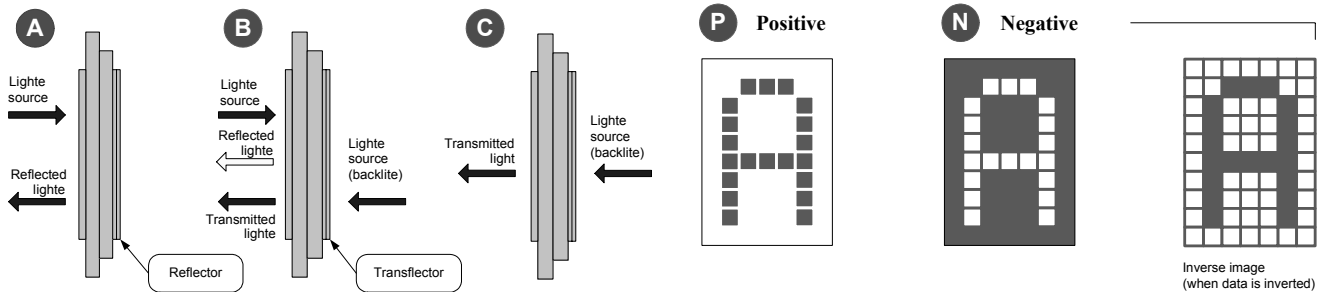 A
Lighte
source
Reflected
lighte
Reflector
B
Lighte
source
Reflected
lighte
Transmitted
lighte
Lighte
source
(backlite)
Transflector
C
Transmitted
light
Lighte
source
(backlite)
P Positive
N Negative
Inverse image
(when data is inverted)